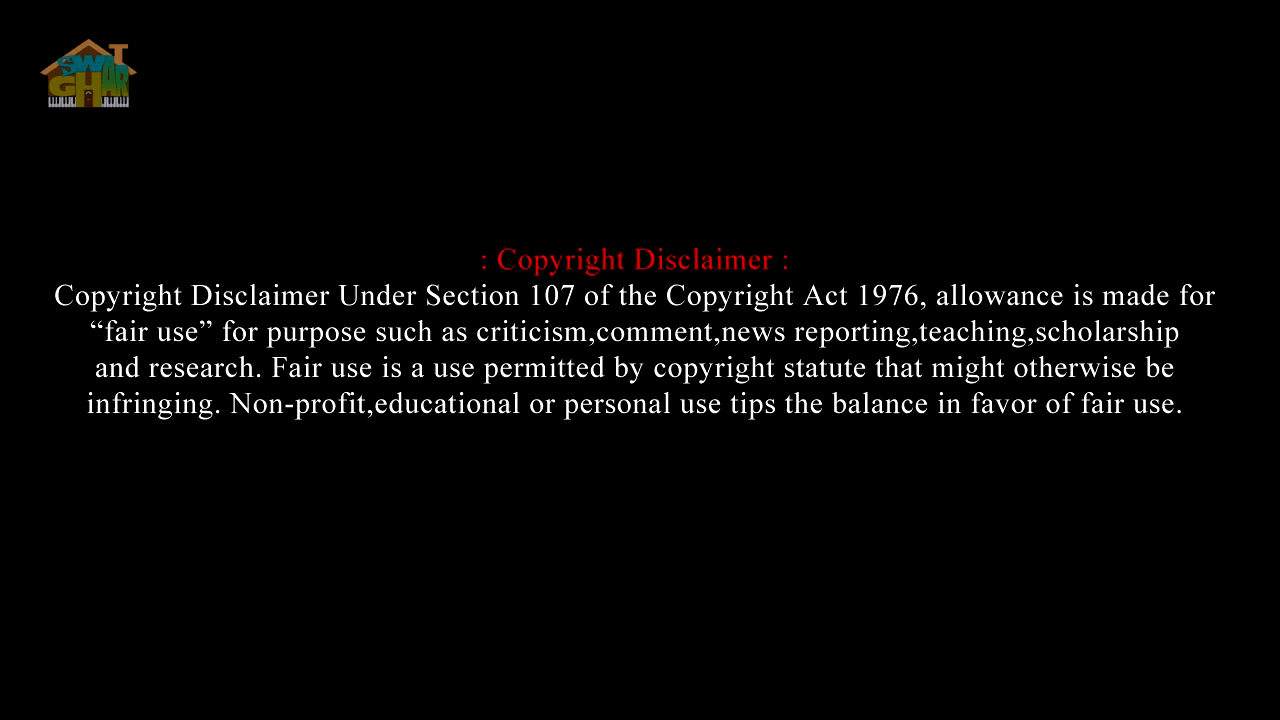 SWT
GHAR
: Copyright Disclaimer :
Copyright Disclaimer Under Section 107 of the Copyright Act 1976, allowance is made for
“fair use” for purpose such as criticism,comment,news reporting,teaching,scholarship
and research. Fair use is a use permitted by copyright statute that might otherwise be
infringing. Non-profit,educational or personal use tips the balance in favor of fair use.